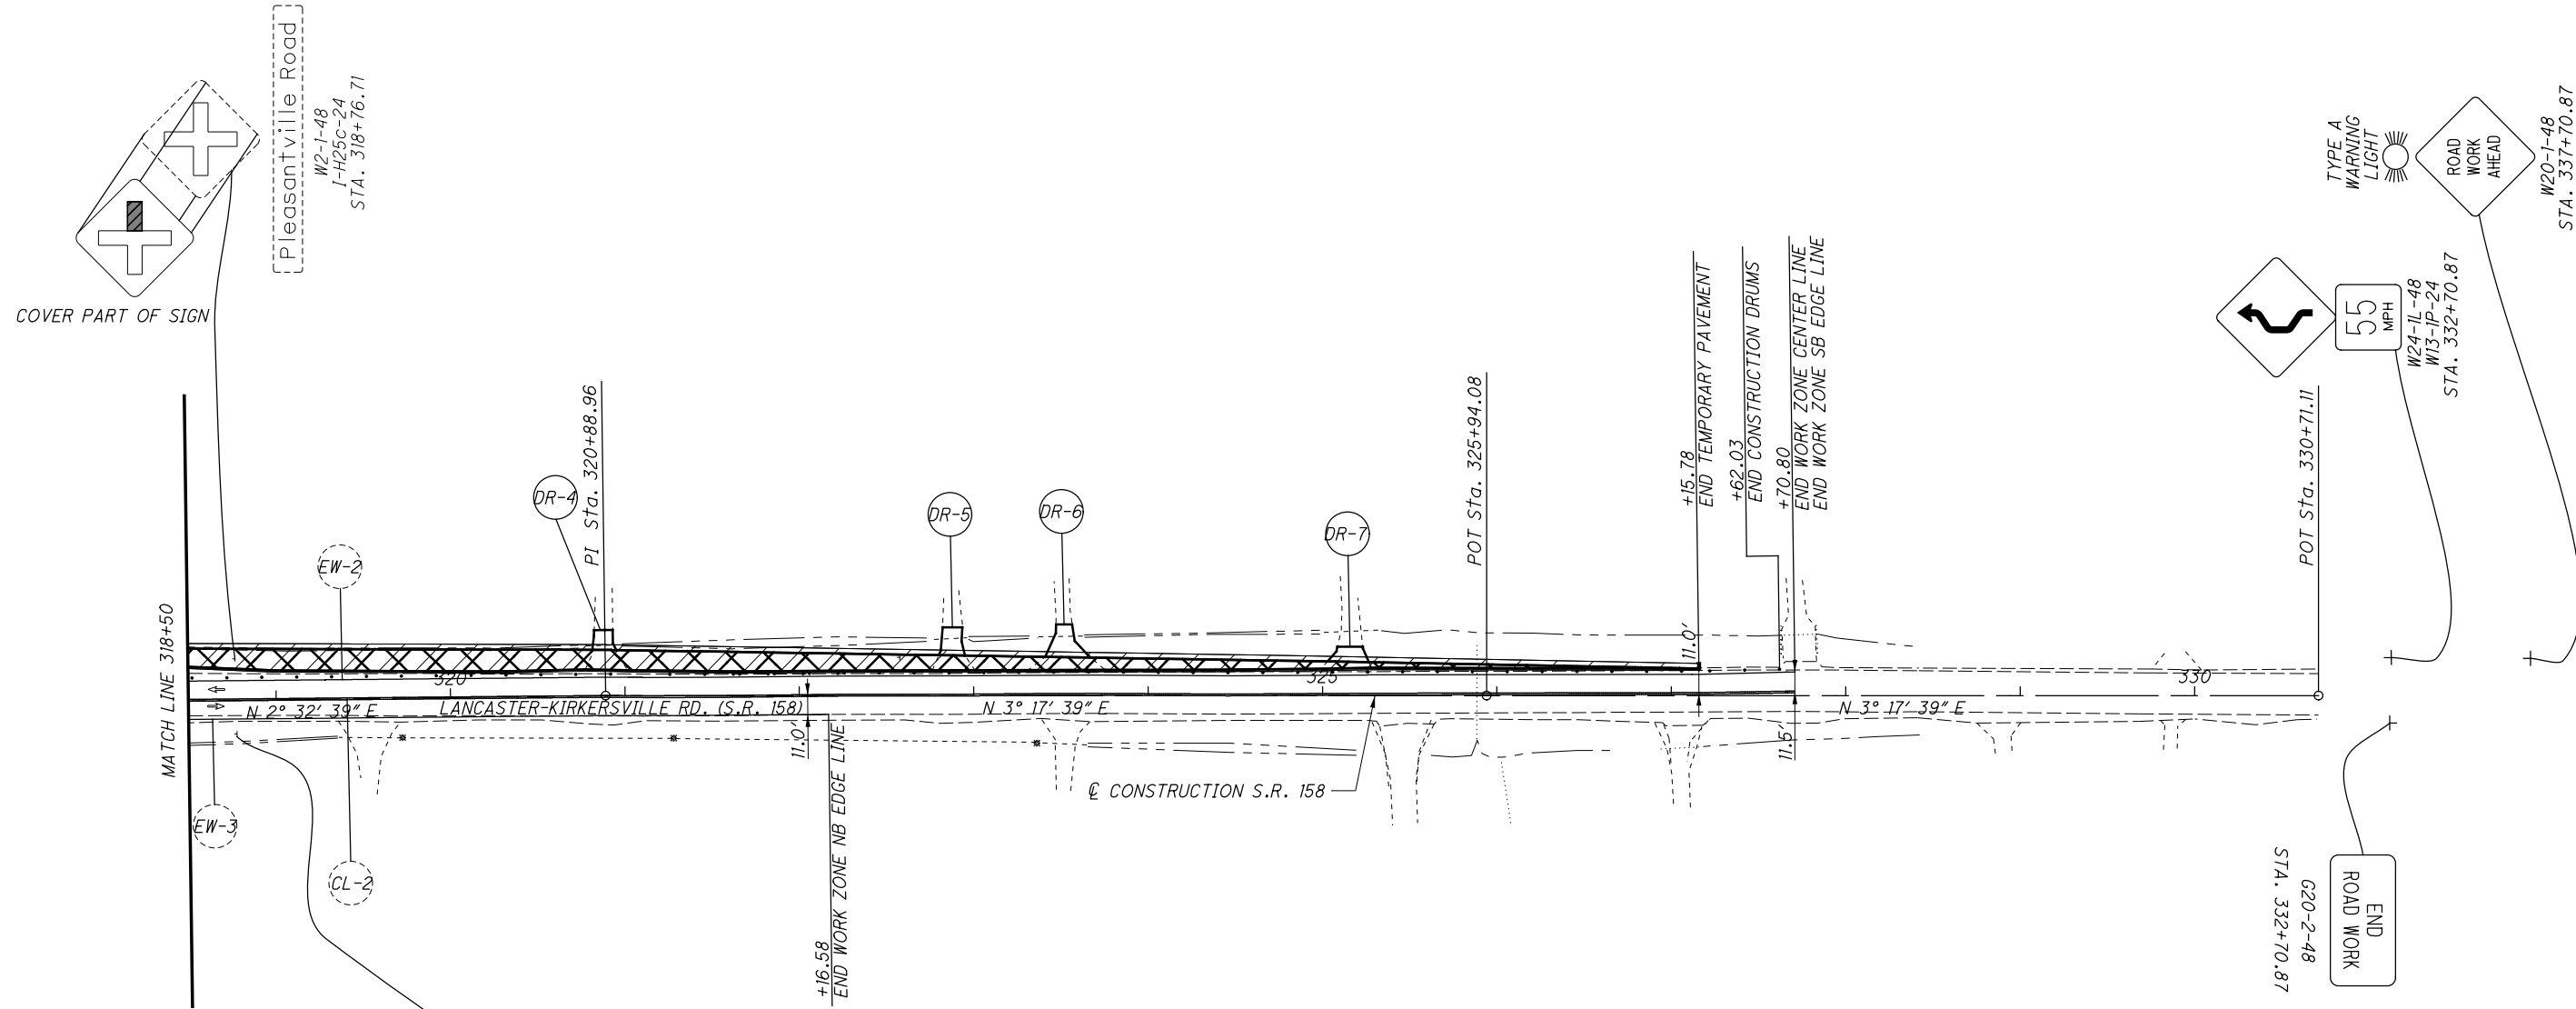 Pleasantville Road
W2-1-48
I-H25c-24
STA. 318+76.71
COVER PART OF SIGN
TYPE A
WARNING
LIGHT
ROAD
WORK
AHEAD
W20-1-48
STA. 337+70.87
55
MPH
W24-1L-48
W13-1P-24
STA. 332+70.87
MATCH LINE 318+50
EW-2
DR-4
PI Sta. 320+88.96
DR-5
DR-6
DR-7
POT Sta. 325+94.08
+15.78
END TEMPORARY PAVEMENT
+62.03
END CONSTRUCTION DRUMS
+70.80
END WORK ZONE CENTER LINE
END WORK ZONE SB EDGE LINE
POT Sta. 330+71.11
11.0'
320
325
330
N 2° 32' 39" E
LANCASTER-KIRKERSVILLE RD. (S.R. 158)
N 3° 17' 39" E
N 3° 17' 39" E
11.0'
11.5'
℄ CONSTRUCTION S.R. 158
EW-3
CL-2
+16.58
END WORK ZONE NB EDGE LINE
END
ROAD WORK
G20-2-48
STA. 332+70.87